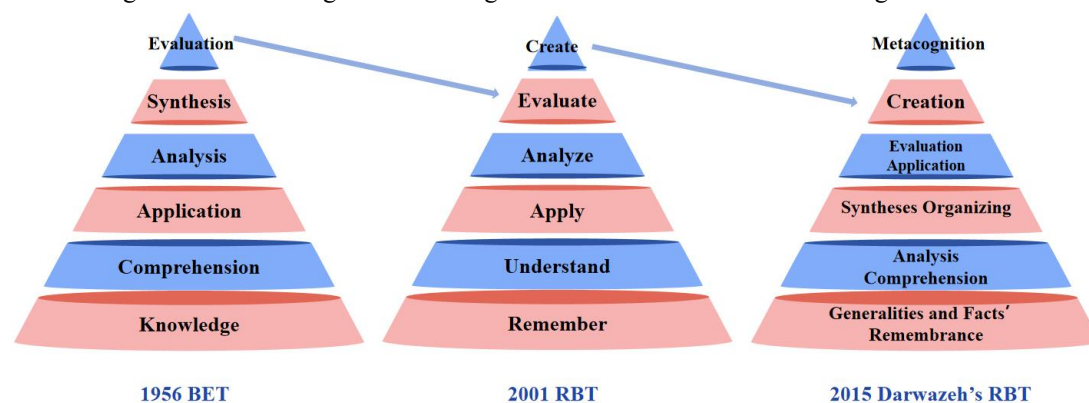 Evaluation
Synthesis
Analysis
Application
Comprehension
Knowledge
1956 BET
Create
Evaluate
Analyze
Apply
Understand
Remember
2001 RBT
Metacognition
Creation
Evaluation
Application
Syntheses Organizing
Analysis
Comprehension
Generalities and Facts′
Remembrance
2015 Darwazeh’s RBT